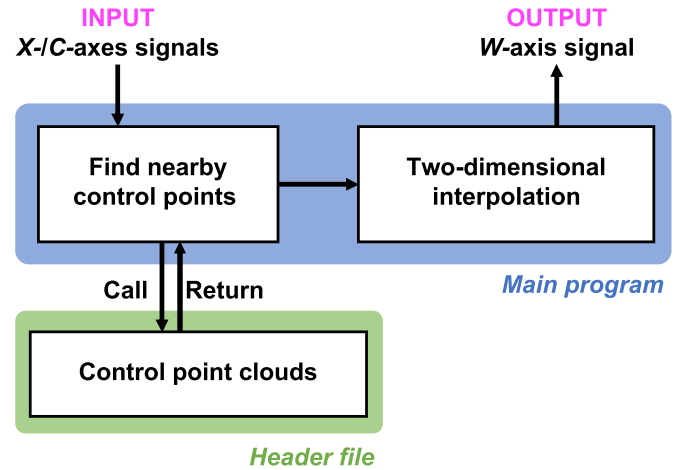 INPUT
X-/C-axes signals
OUTPUT
W-axis signal
Find nearby
control points
Two-dimensional
interpolation
Main program
Call
Return
Control point clouds
Header file